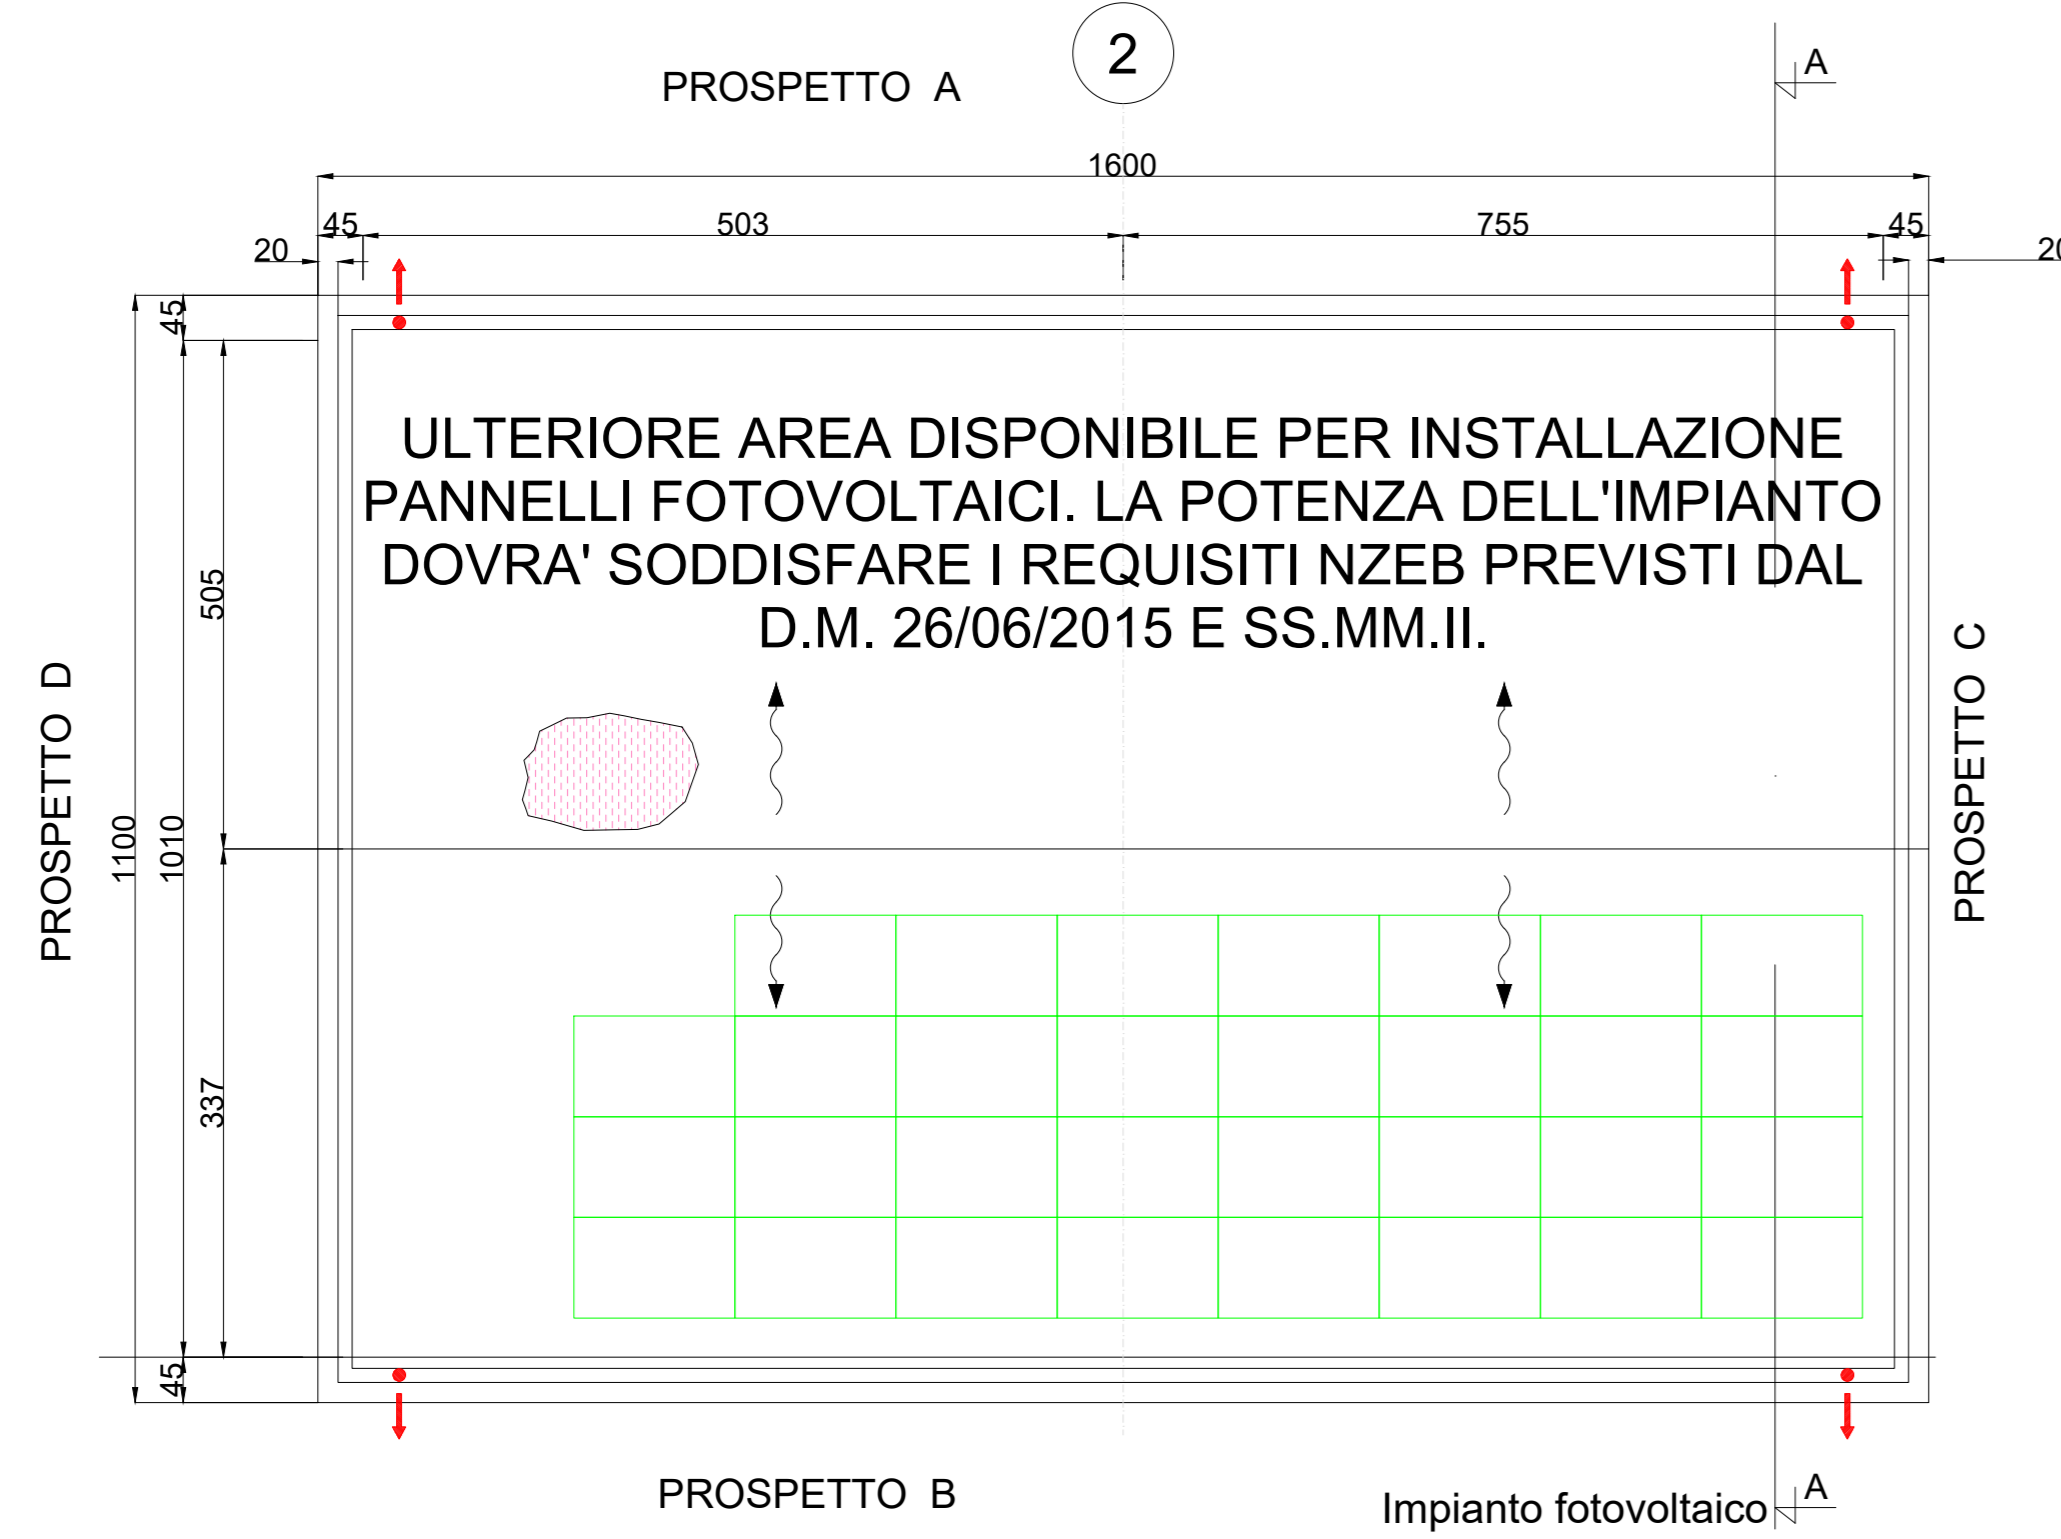 2
PROSPETTO A
A
1600
45
503
755
45
20
20
45
ULTERIORE AREA DISPONIBILE PER INSTALLAZIONE
PANNELLI FOTOVOLTAICI. LA POTENZA DELL'IMPIANTO
DOVRA' SODDISFARE I REQUISITI NZEB PREVISTI DAL
D.M. 26/06/2015 E SS.MM.II.
505
PROSPETTO D
1100
1010
PROSPETTO C
337
45
PROSPETTO B
Impianto fotovoltaico
A